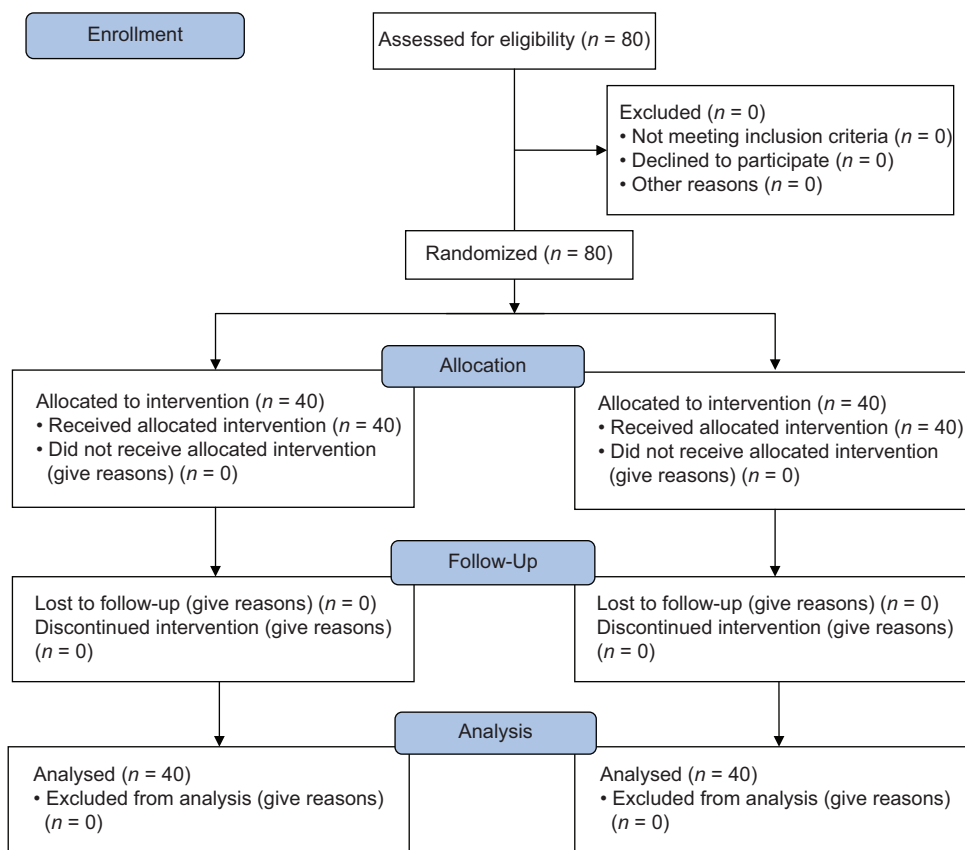 Enrollment
Assessed for eligibility (n = 80)
Excluded (n = 0)
• Not meeting inclusion criteria (n = 0)
• Declined to participate (n = 0)
• Other reasons (n = 0)
Randomized (n = 80)
Allocation
Allocated to intervention (n = 40)
• Received allocated intervention (n = 40)
• Did not receive allocated intervention
(give reasons) (n = 0)
Allocated to intervention (n = 40)
• Received allocated intervention (n = 40)
• Did not receive allocated intervention
(give reasons) (n = 0)
Follow-Up
Lost to follow-up (give reasons) (n = 0)
Discontinued intervention (give reasons)
(n = 0)
Lost to follow-up (give reasons) (n = 0)
Discontinued intervention (give reasons)
(n = 0)
Analysis
Analysed (n = 40)
• Excluded from analysis (give reasons)
(n = 0)
Analysed (n = 40)
• Excluded from analysis (give reasons)
(n = 0)